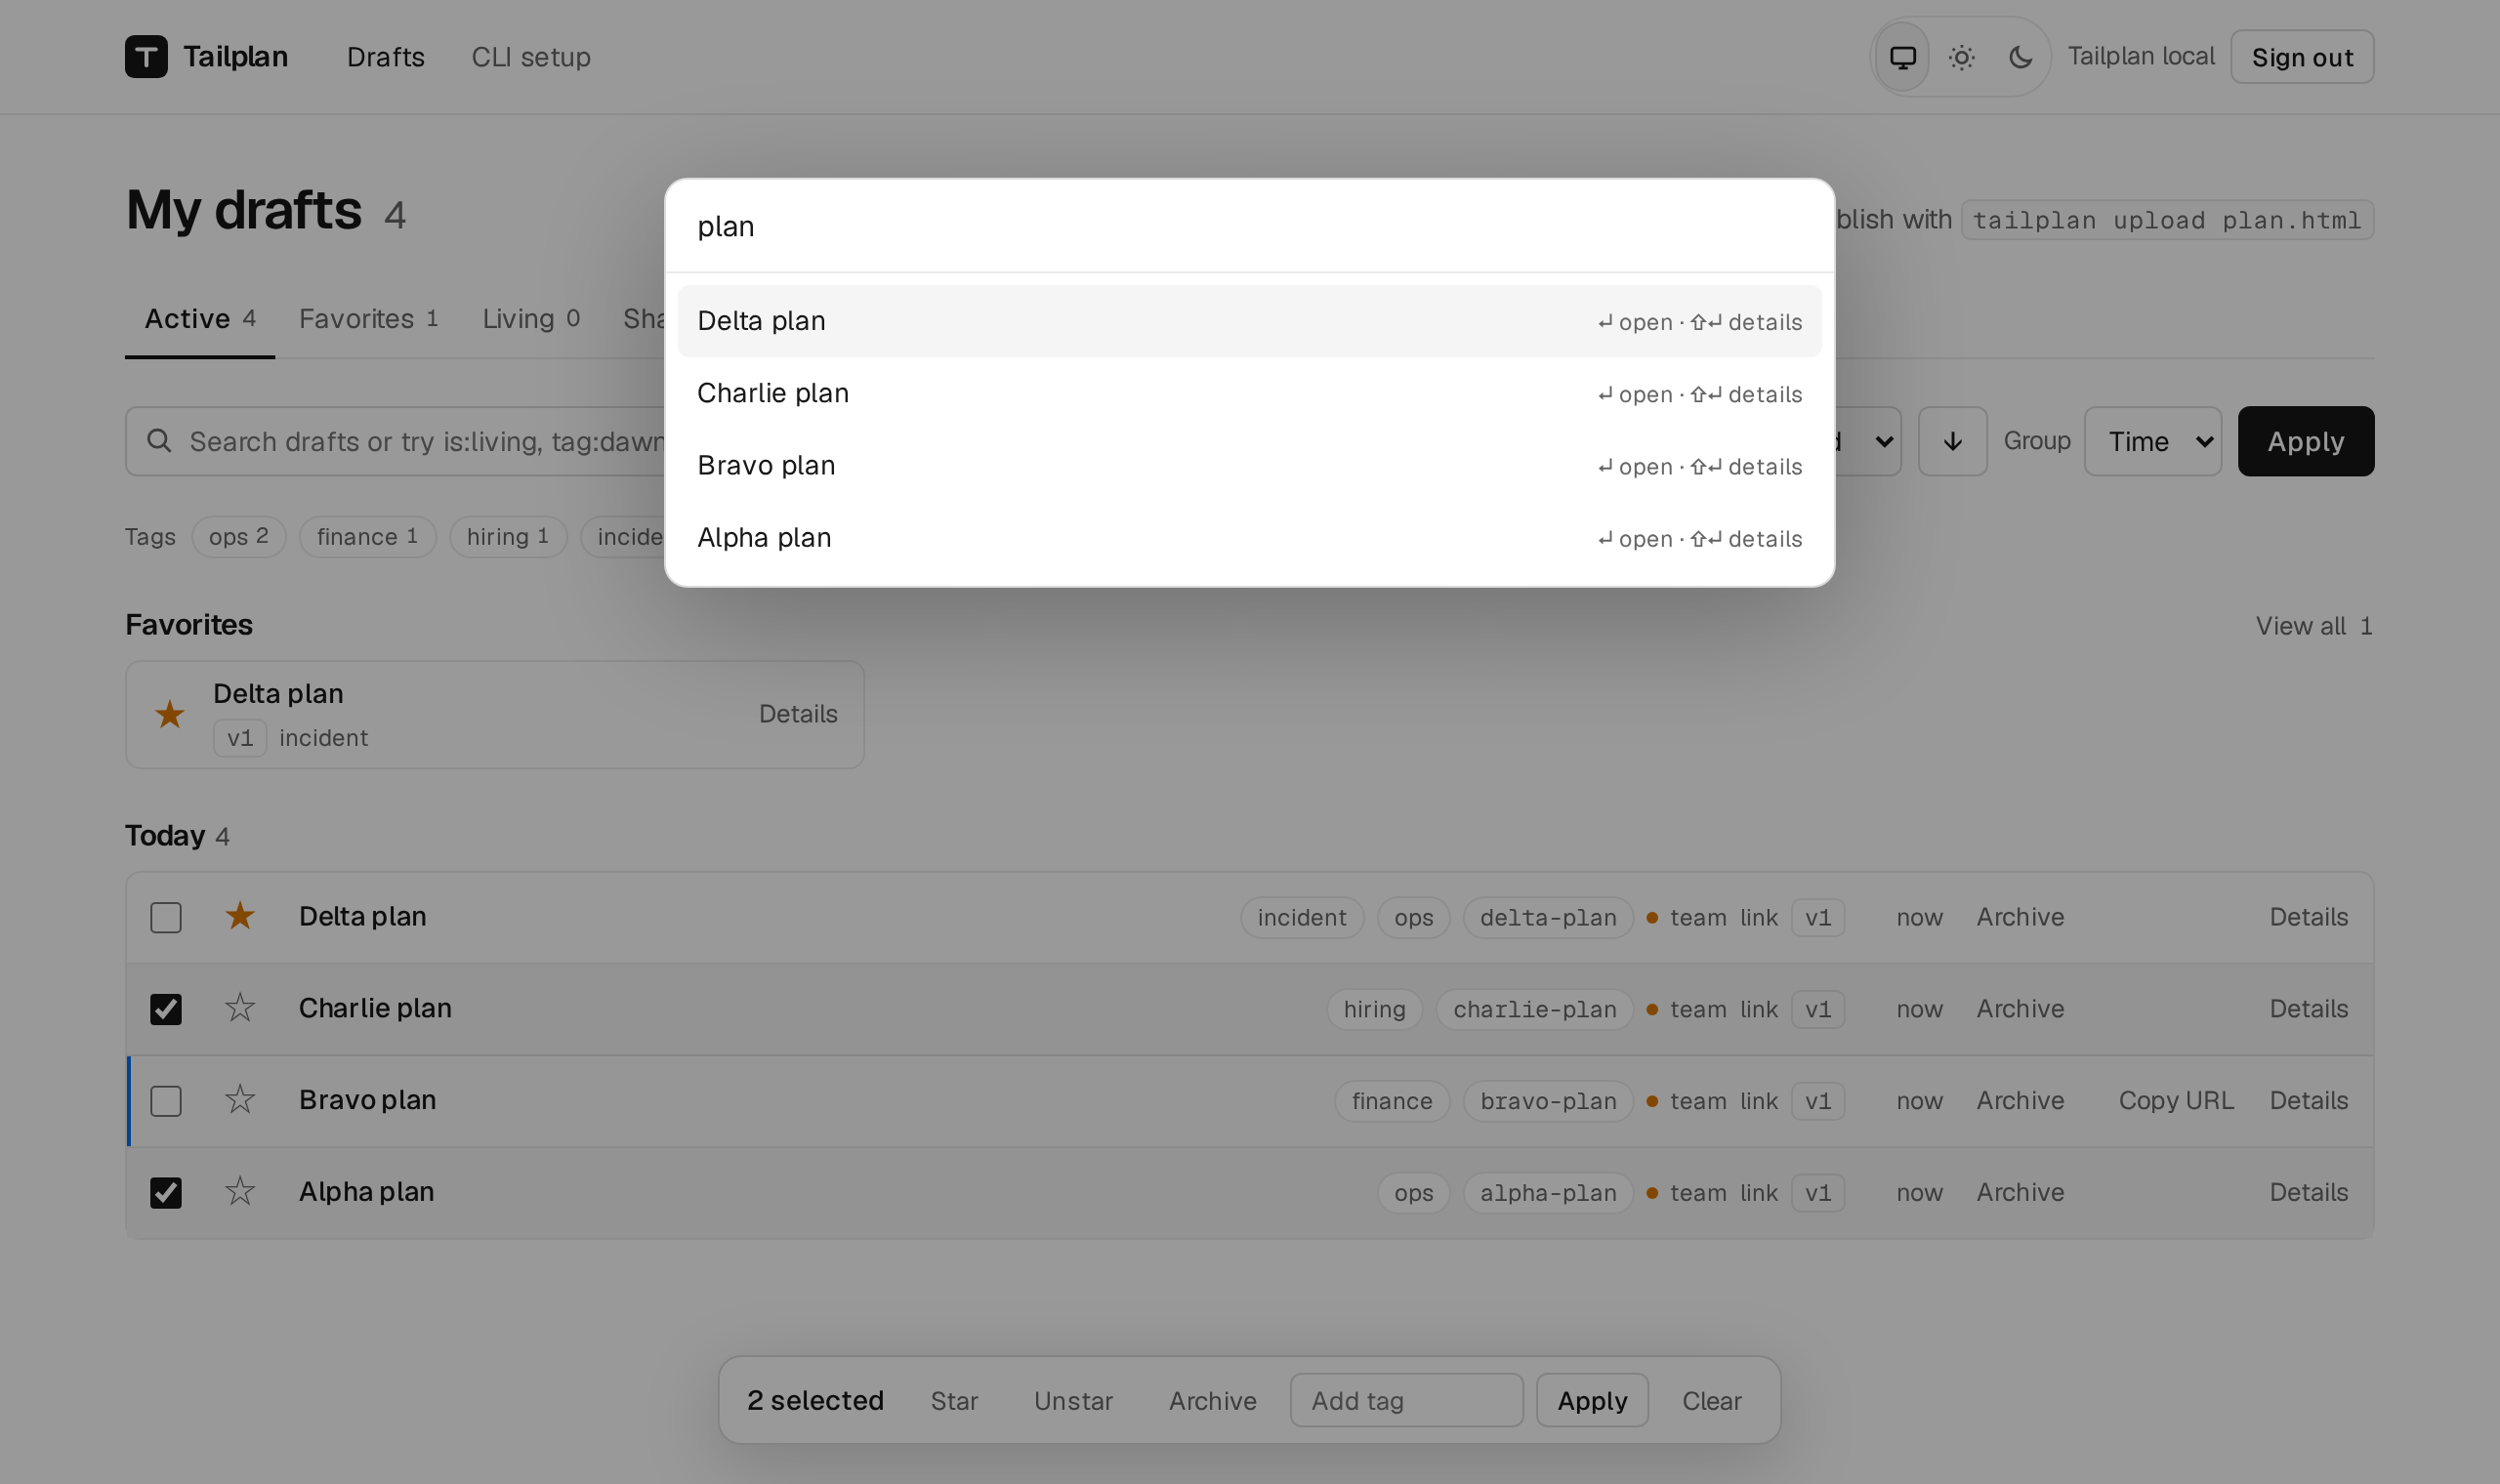 T Tailplan Drafts CLI setup Tailplan local Sign out
My drafts 4
blish with tailplan upload plan.html
plan
Delta plan ↵ open · ⇧↵ details
Charlie plan ↵ open · ⇧↵ details
Bravo plan ↵ open · ⇧↵ details
Alpha plan ↵ open · ⇧↵ details
Active 4 Favorites 1 Living 0 Sha
Search drafts or try is:living, tag:dawn
d ↓ Group Time Apply
Tags ops 2 finance 1 hiring 1 incide
Favorites View all 1
★ Delta plan Details
v1 incident
Today 4
★ Delta plan incident ops delta-plan team link v1 now Archive Details
☆ Charlie plan hiring charlie-plan team link v1 now Archive Details
☆ Bravo plan finance bravo-plan team link v1 now Archive Copy URL Details
☆ Alpha plan ops alpha-plan team link v1 now Archive Details
2 selected Star Unstar Archive Add tag Apply Clear